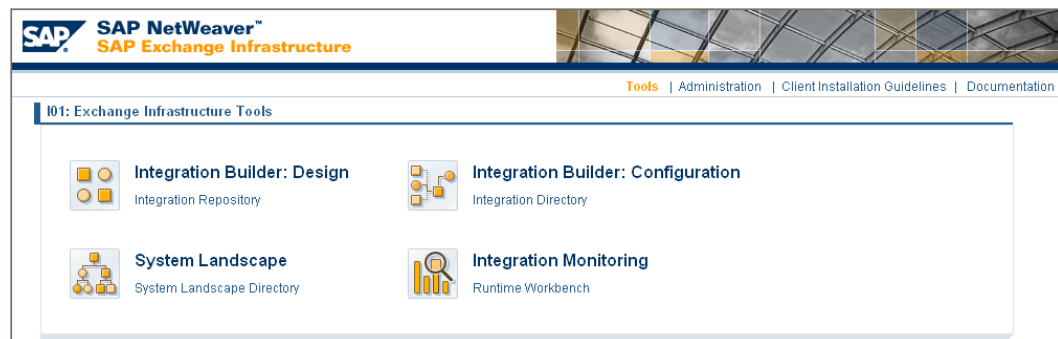 SAP
SAP NetWeaver™
SAP Exchange Infrastructure
Tools | Administration | Client Installation Guidelines | Documentation
I01: Exchange Infrastructure Tools
Integration Builder: Design
Integration Repository
Integration Builder: Configuration
Integration Directory
System Landscape
System Landscape Directory
Integration Monitoring
Runtime Workbench